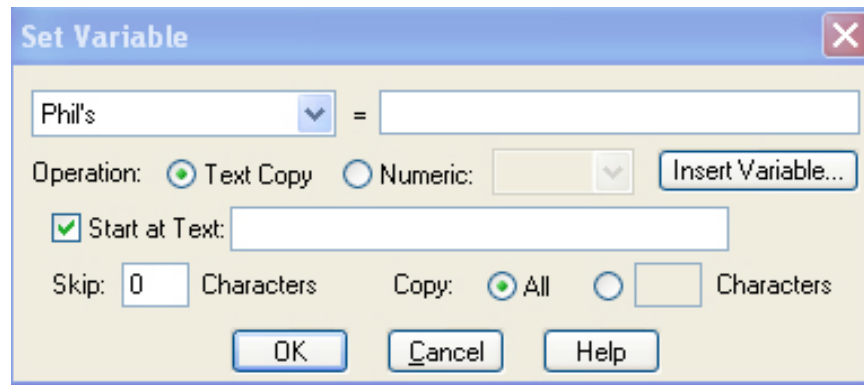 Set Variable
Phil's =
Operation: Text Copy Numeric: Insert Variable...
Start at Text:
Skip: 0 Characters Copy: All Characters
OK Cancel Help